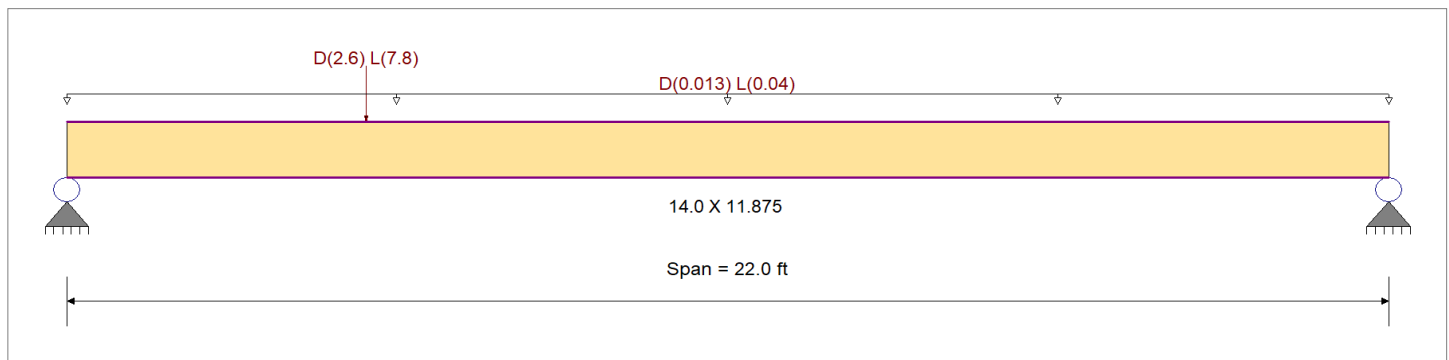 D(2.6) L(7.8)
D(0.013) L(0.04)
14.0 X 11.875
Span = 22.0 ft